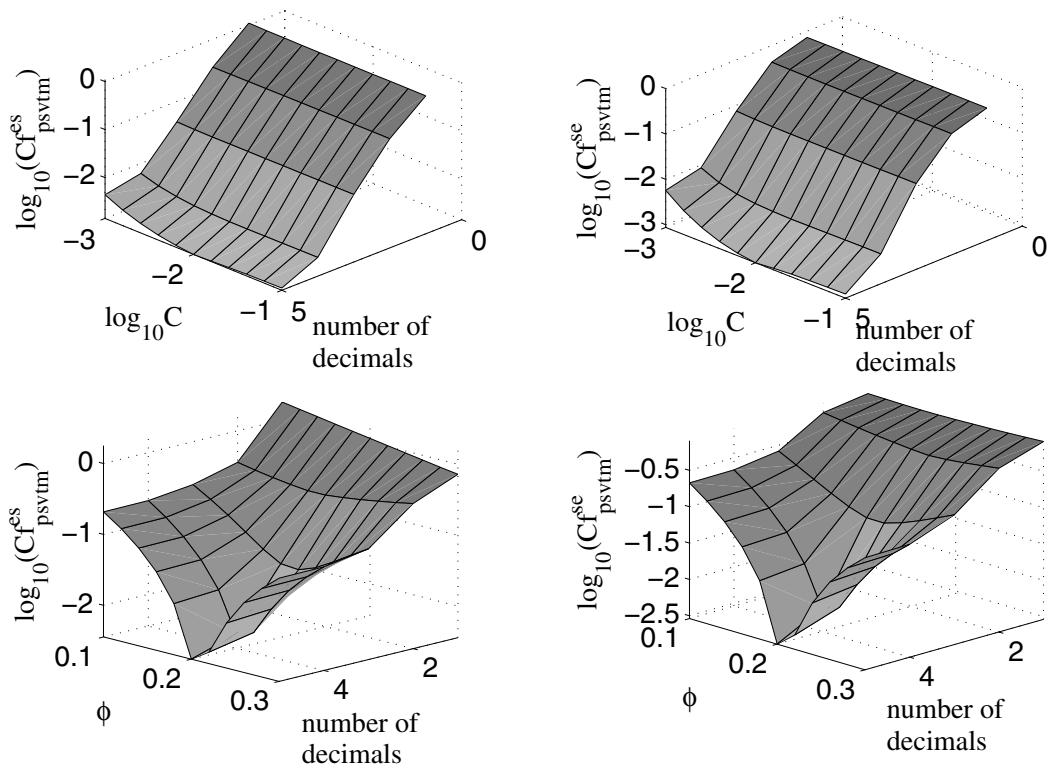 log10(Cf^es_psvtm)
0
−1
−2
−3
−2
−1
5
0
log10C
number of
decimals
log10(Cf^se_psvtm)
0
−1
−2
−3
−3
−2
−1
5
0
log10C
number of
decimals
log10(Cf^es_psvtm)
0
−1
−2
0.1
0.2
0.3
4
2
ϕ
number of
decimals
log10(Cf^se_psvtm)
−0.5
−1
−1.5
−2
−2.5
0.1
0.2
0.3
4
2
ϕ
number of
decimals